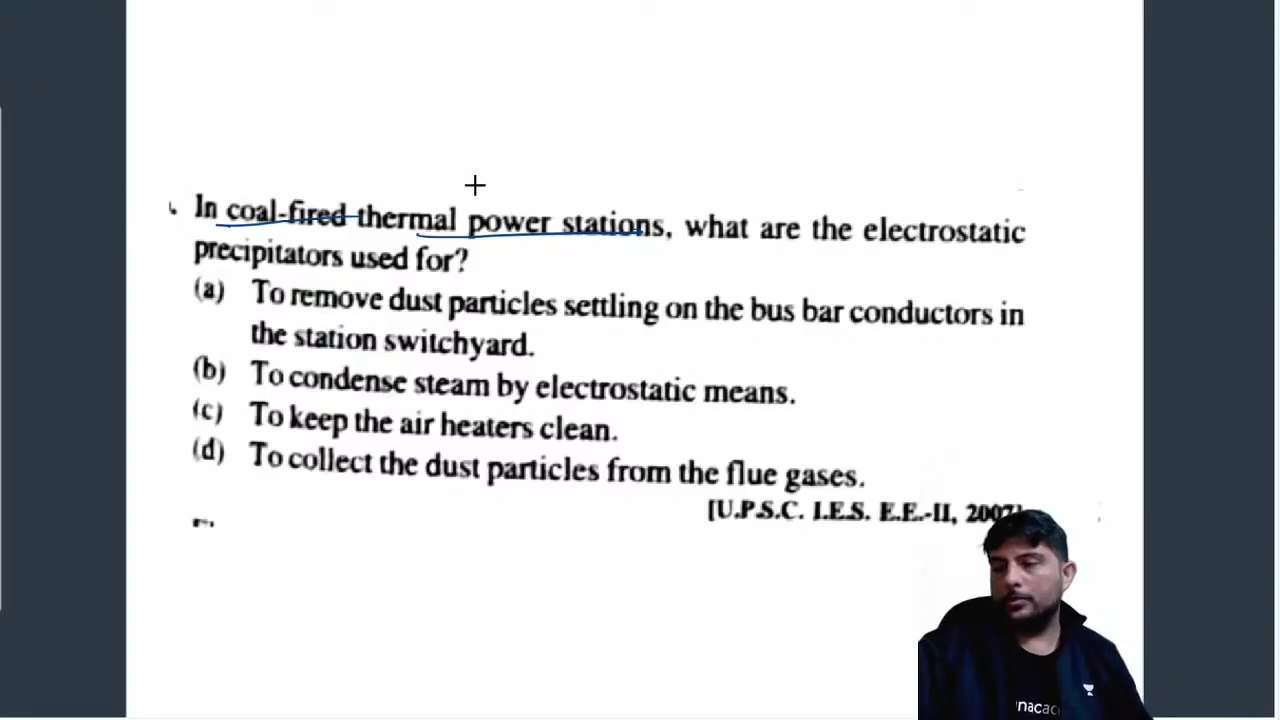 In coal-fired thermal power stations, what are the electrostatic
precipitators used for?
(a) To remove dust particles settling on the bus bar conductors in
the station switchyard.
(b) To condense steam by electrostatic means.
(c) To keep the air heaters clean.
(d) To collect the dust particles from the flue gases.
[U.P.S.C. I.E.S. E.E.-II, 2007]